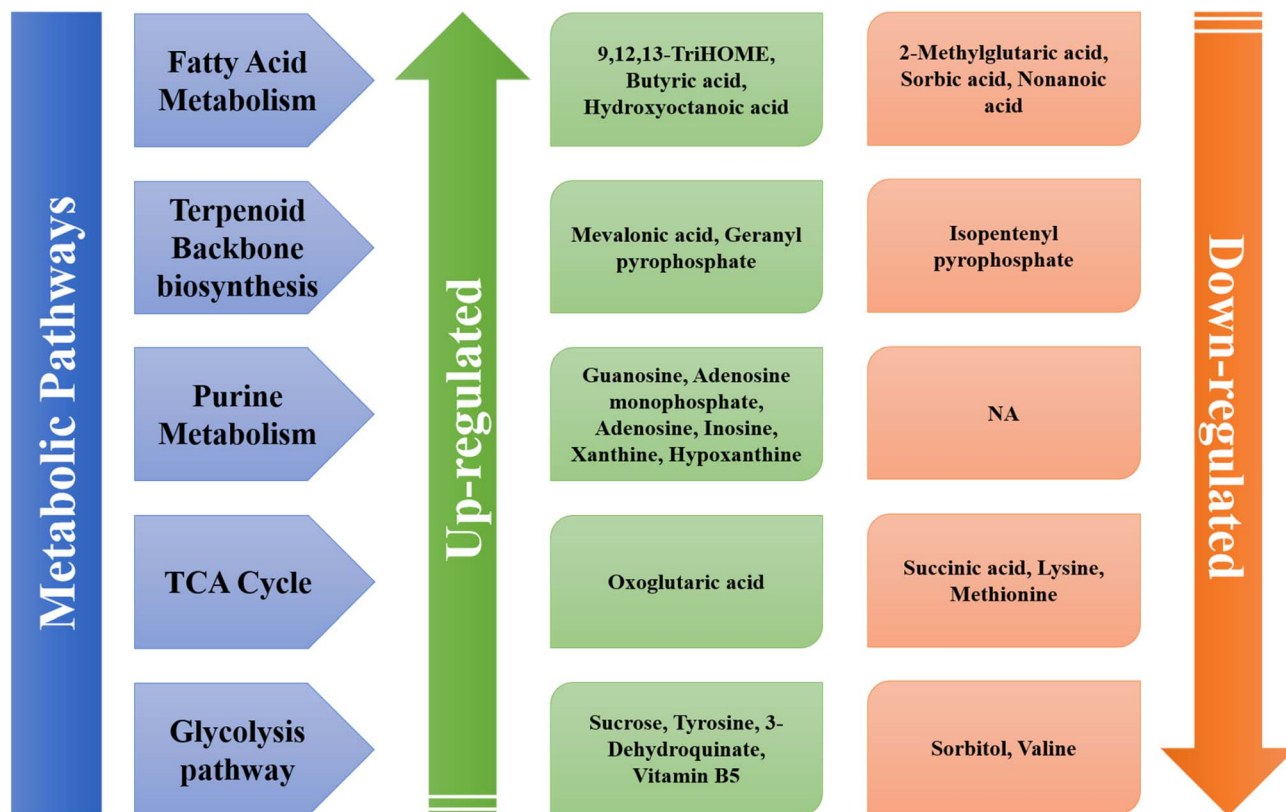 Metabolic Pathways
Fatty Acid
Metabolism
Up-regulated
9,12,13-TriHOME,
Butyric acid,
Hydroxyoctanoic acid
2-Methylglutaric acid,
Sorbic acid, Nonanoic
acid
Down-regulated
Terpenoid
Backbone
biosynthesis
Mevalonic acid, Geranyl
pyrophosphate
Isopentenyl
pyrophosphate
Purine
Metabolism
Guanosine, Adenosine
monophosphate,
Adenosine, Inosine,
Xanthine, Hypoxanthine
NA
TCA Cycle
Oxoglutaric acid
Succinic acid, Lysine,
Methionine
Glycolysis
pathway
Sucrose, Tyrosine, 3-
Dehydroquinate,
Vitamin B5
Sorbitol, Valine